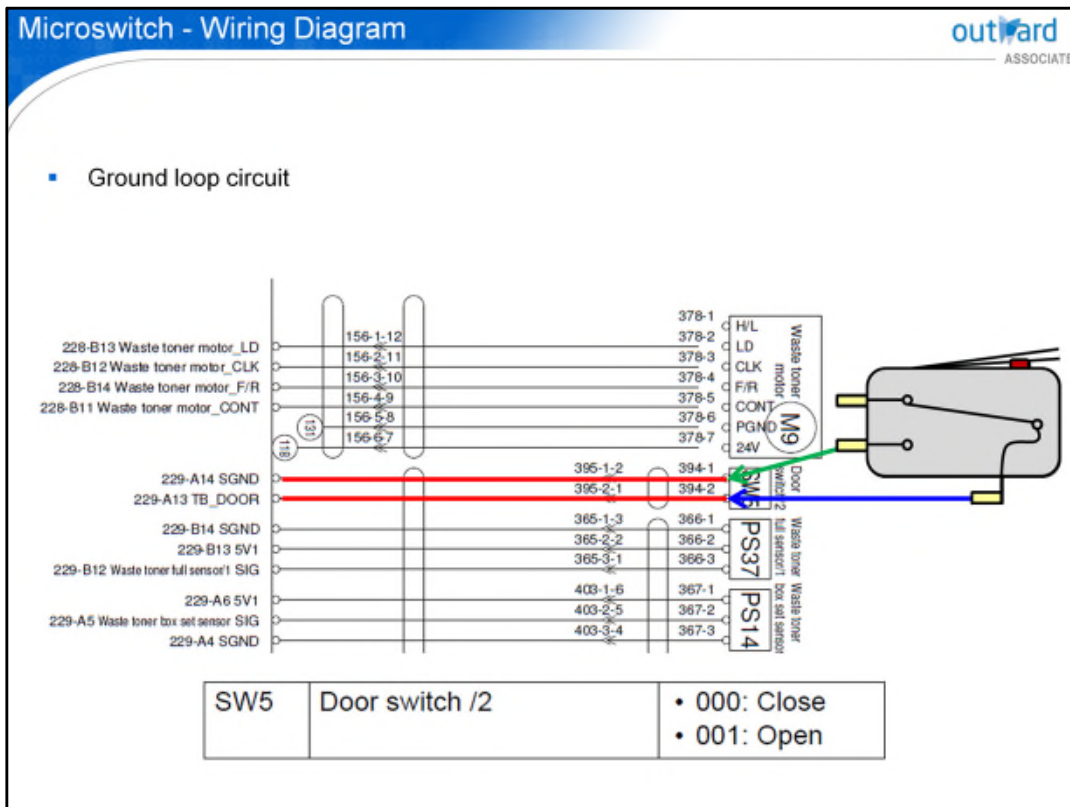 Microswitch - Wiring Diagram
outward
ASSOCIATE
Ground loop circuit
378-1
H/L
156-1-12
378-2
228-B13 Waste toner motor_LD
LD
156-2-11
378-3
228-B12 Waste toner motor_CLK
CLK
156-3-10
378-4
228-B14 Waste toner motor_F/R
F/R
156-4-9
378-5
228-B11 Waste toner motor_CONT
CONT
156-5-8
378-6
131
PGND
156-6-7
378-7
118
24V
Waste toner
motor
M9
395-1-2
394-1
229-A14 SGND
395-2-1
394-2
229-A13 TB_DOOR
Door
switch/2
SW5
365-1-3
366-1
229-B14 SGND
365-2-2
366-2
229-B13 5V1
365-3-1
366-3
229-B12 Waste toner full sensor/1 SIG
Waste toner
full sensor/1
PS37
403-1-6
367-1
229-A6 5V1
403-2-5
367-2
229-A5 Waste toner box set sensor SIG
403-3-4
367-3
229-A4 SGND
Waste toner
box set sensor
PS14
SW5
Door switch /2
• 000: Close
• 001: Open